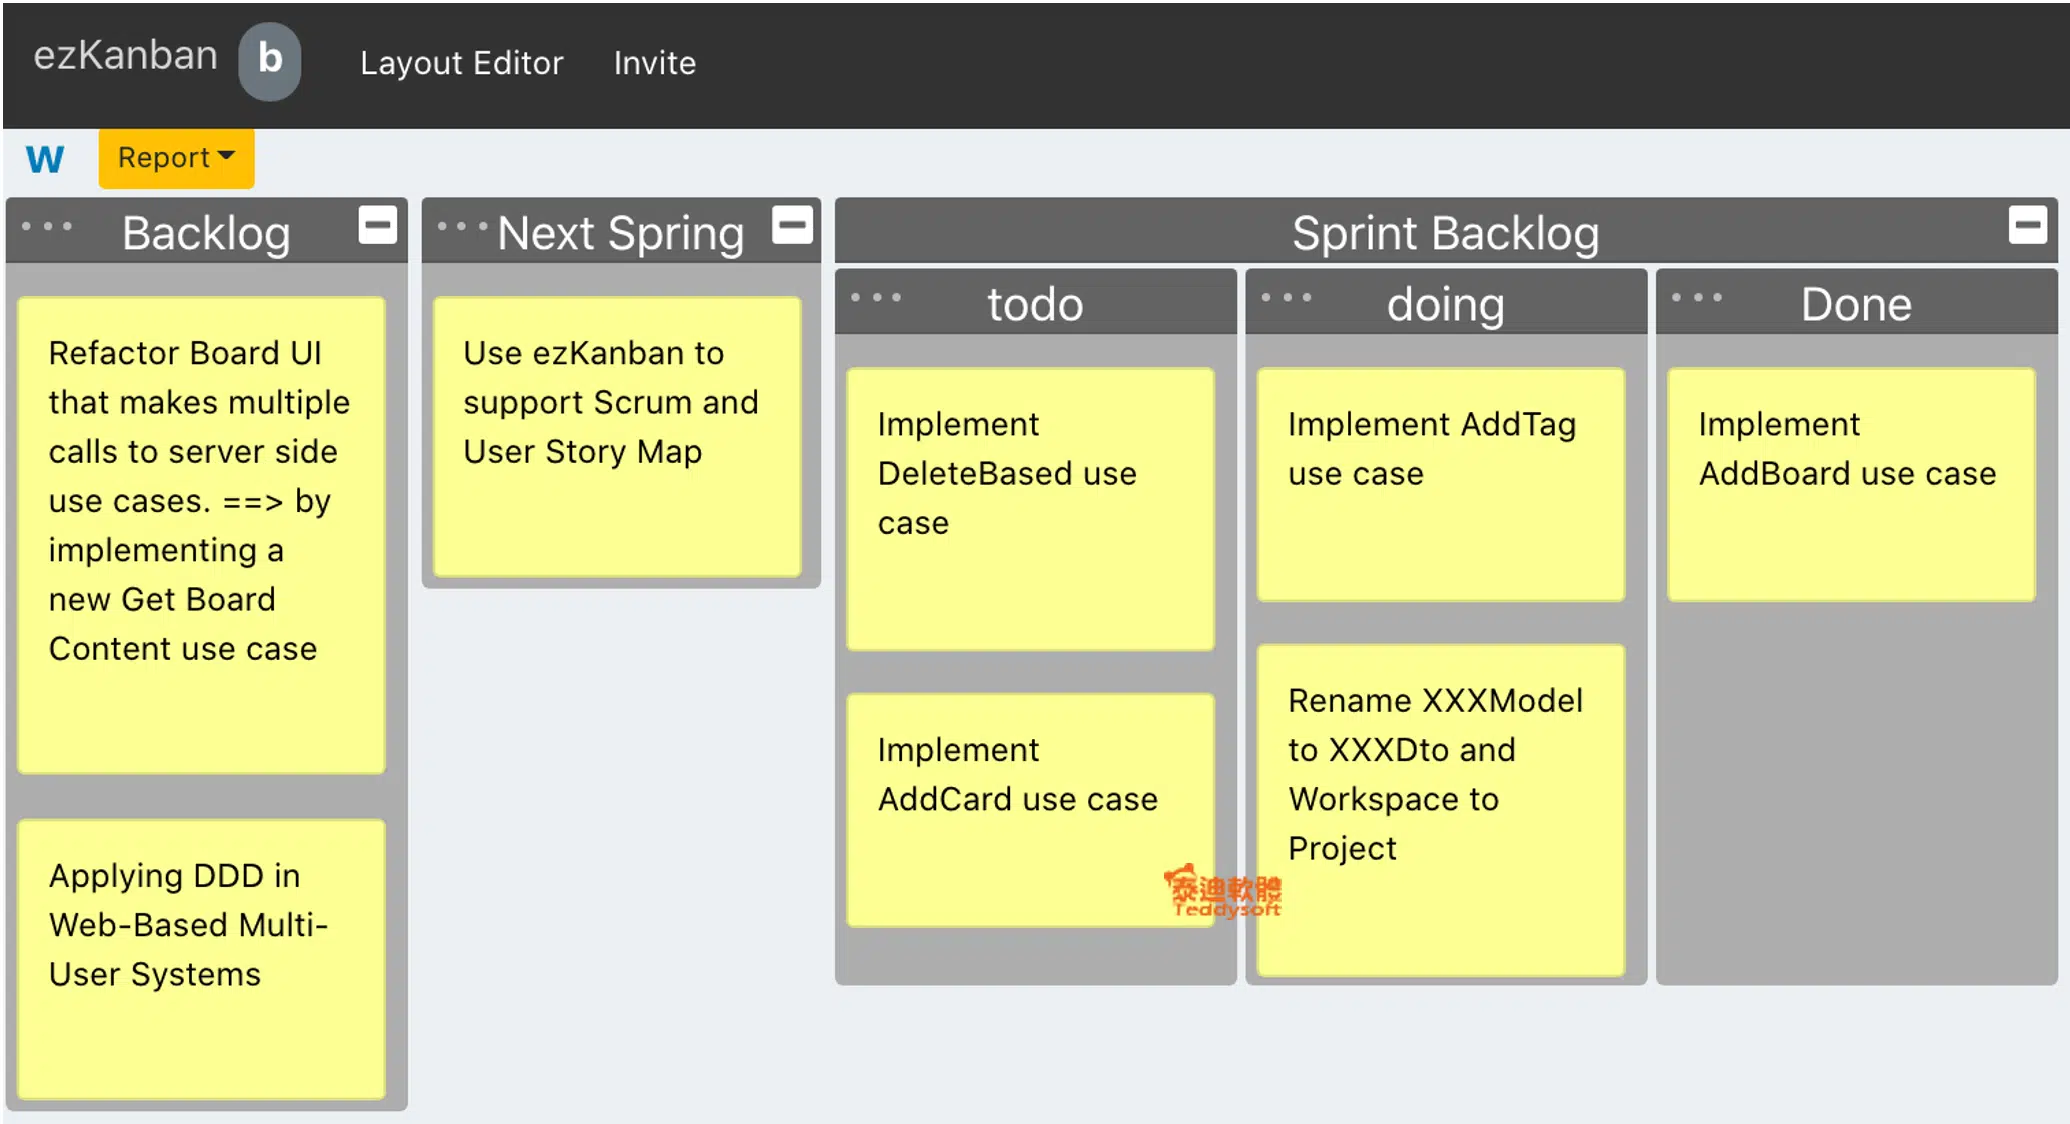 ezKanban b Layout Editor Invite
W Report
Backlog
Refactor Board UI
that makes multiple
calls to server side
use cases. ==> by
implementing a
new Get Board
Content use case
Applying DDD in
Web-Based Multi-
User Systems
Next Spring
Use ezKanban to
support Scrum and
User Story Map
Sprint Backlog
todo
Implement
DeleteBased use
case
Implement
AddCard use case
doing
Implement AddTag
use case
Rename XXXModel
to XXXDto and
Workspace to
Project
Done
Implement
AddBoard use case
泰迪軟體
Teddysoft